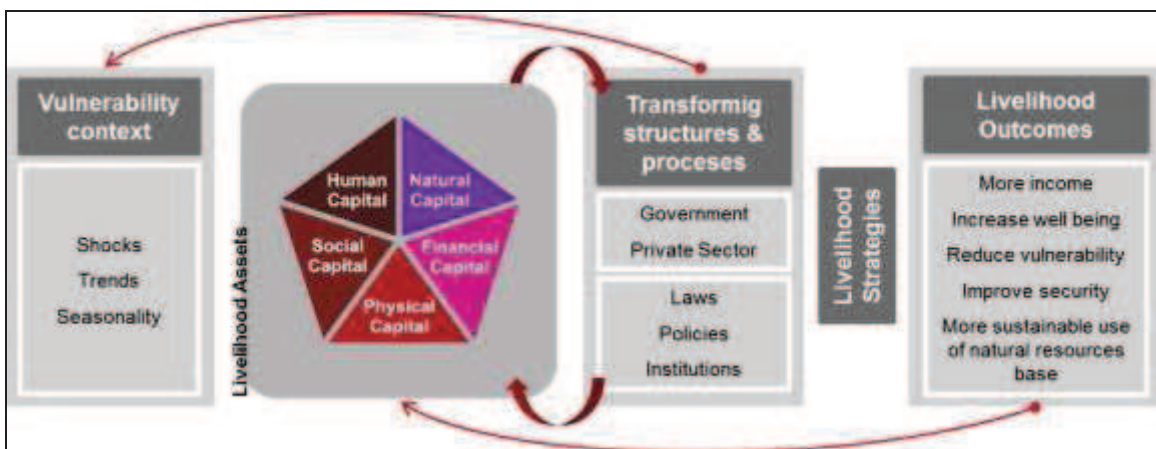 Vulnerability
context
Shocks
Trends
Seasonality
Livelihood Assets
Human
Capital
Natural
Capital
Social
Capital
Financial
Capital
Physical
Capital
Transformig
structures &
proceses
Government
Private Sector
Laws
Policies
Institutions
Livelihood
Strategies
Livelihood
Outcomes
More income
Increase well being
Reduce vulnerability
Improve security
More sustainable use
of natural resources
base